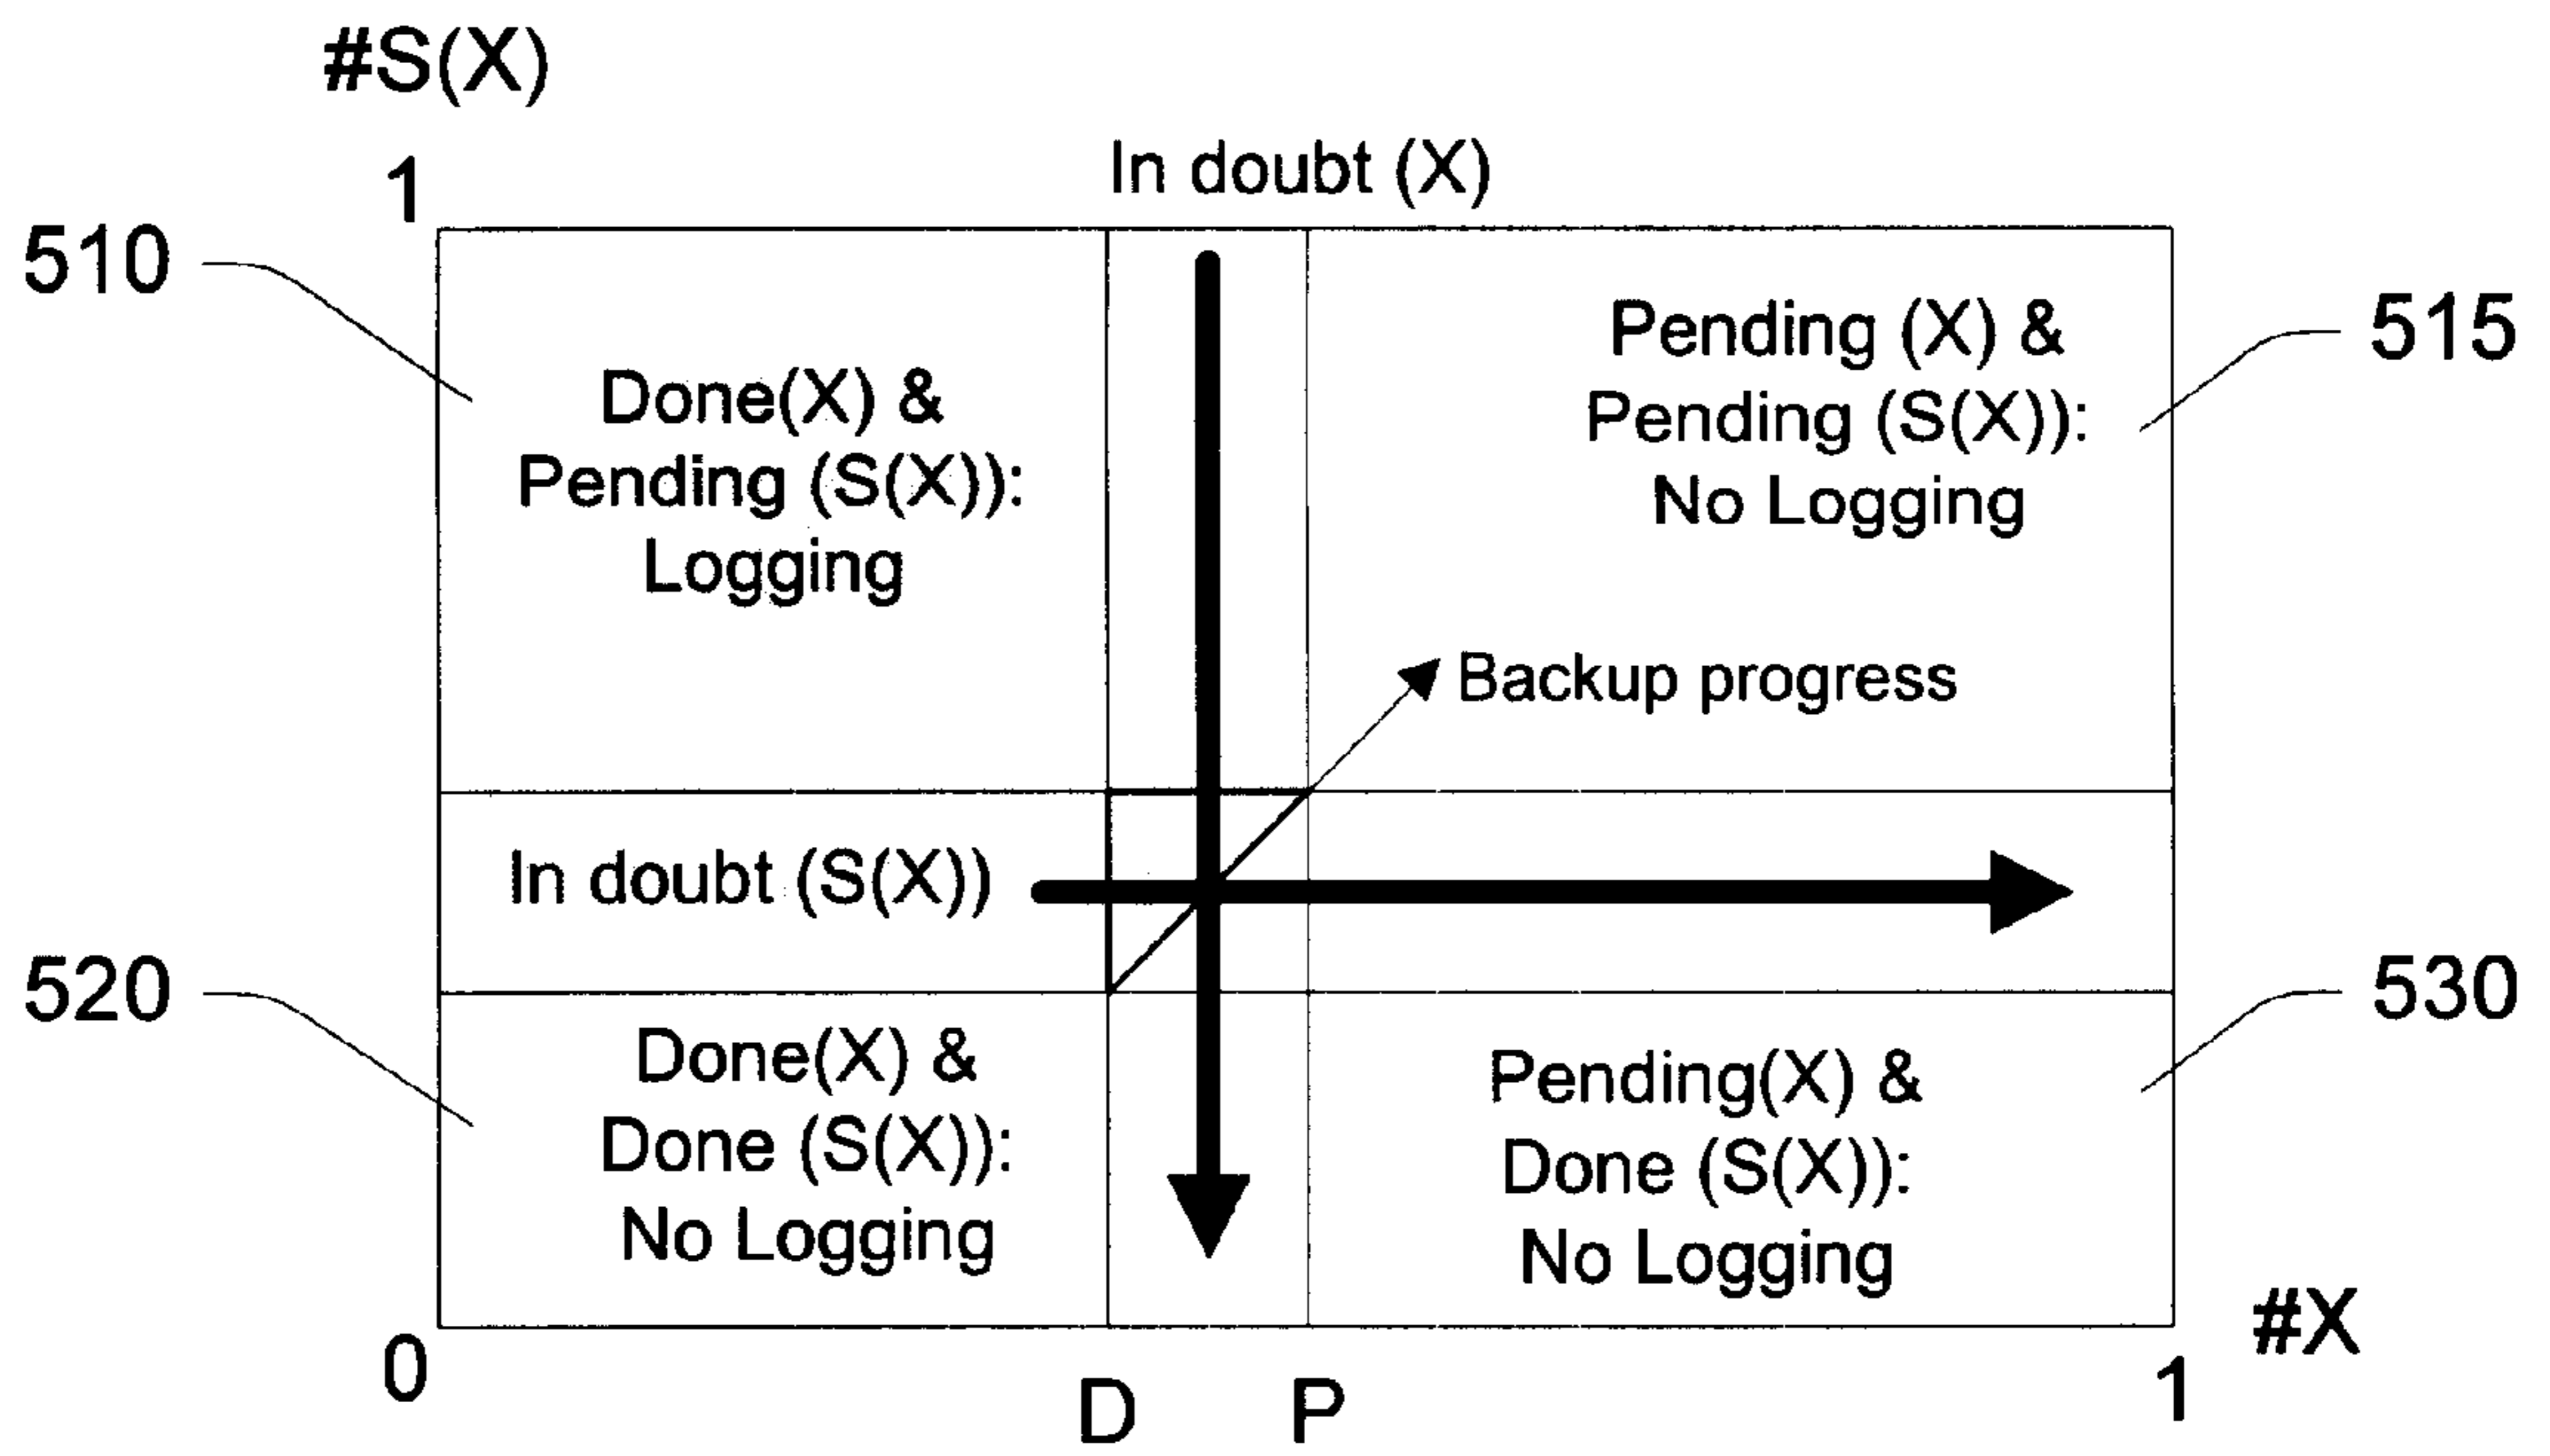 #S(X)
1
In doubt (X)
510
Done(X) &
Pending (S(X)):
Logging
Pending (X) &
Pending (S(X)):
No Logging
515
Backup progress
In doubt (S(X))
520
Done(X) &
Done (S(X)):
No Logging
Pending(X) &
Done (S(X)):
No Logging
530
#X
0
D
P
1